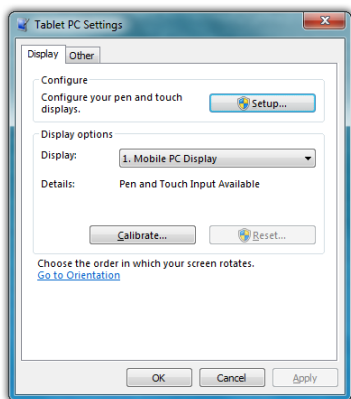 Tablet PC Settings
Display Other
Configure
Configure your pen and touch
displays.
Setup...
Display options
Display: 1. Mobile PC Display
Details: Pen and Touch Input Available
Calibrate... Reset...
Choose the order in which your screen rotates.
Go to Orientation
OK Cancel Apply